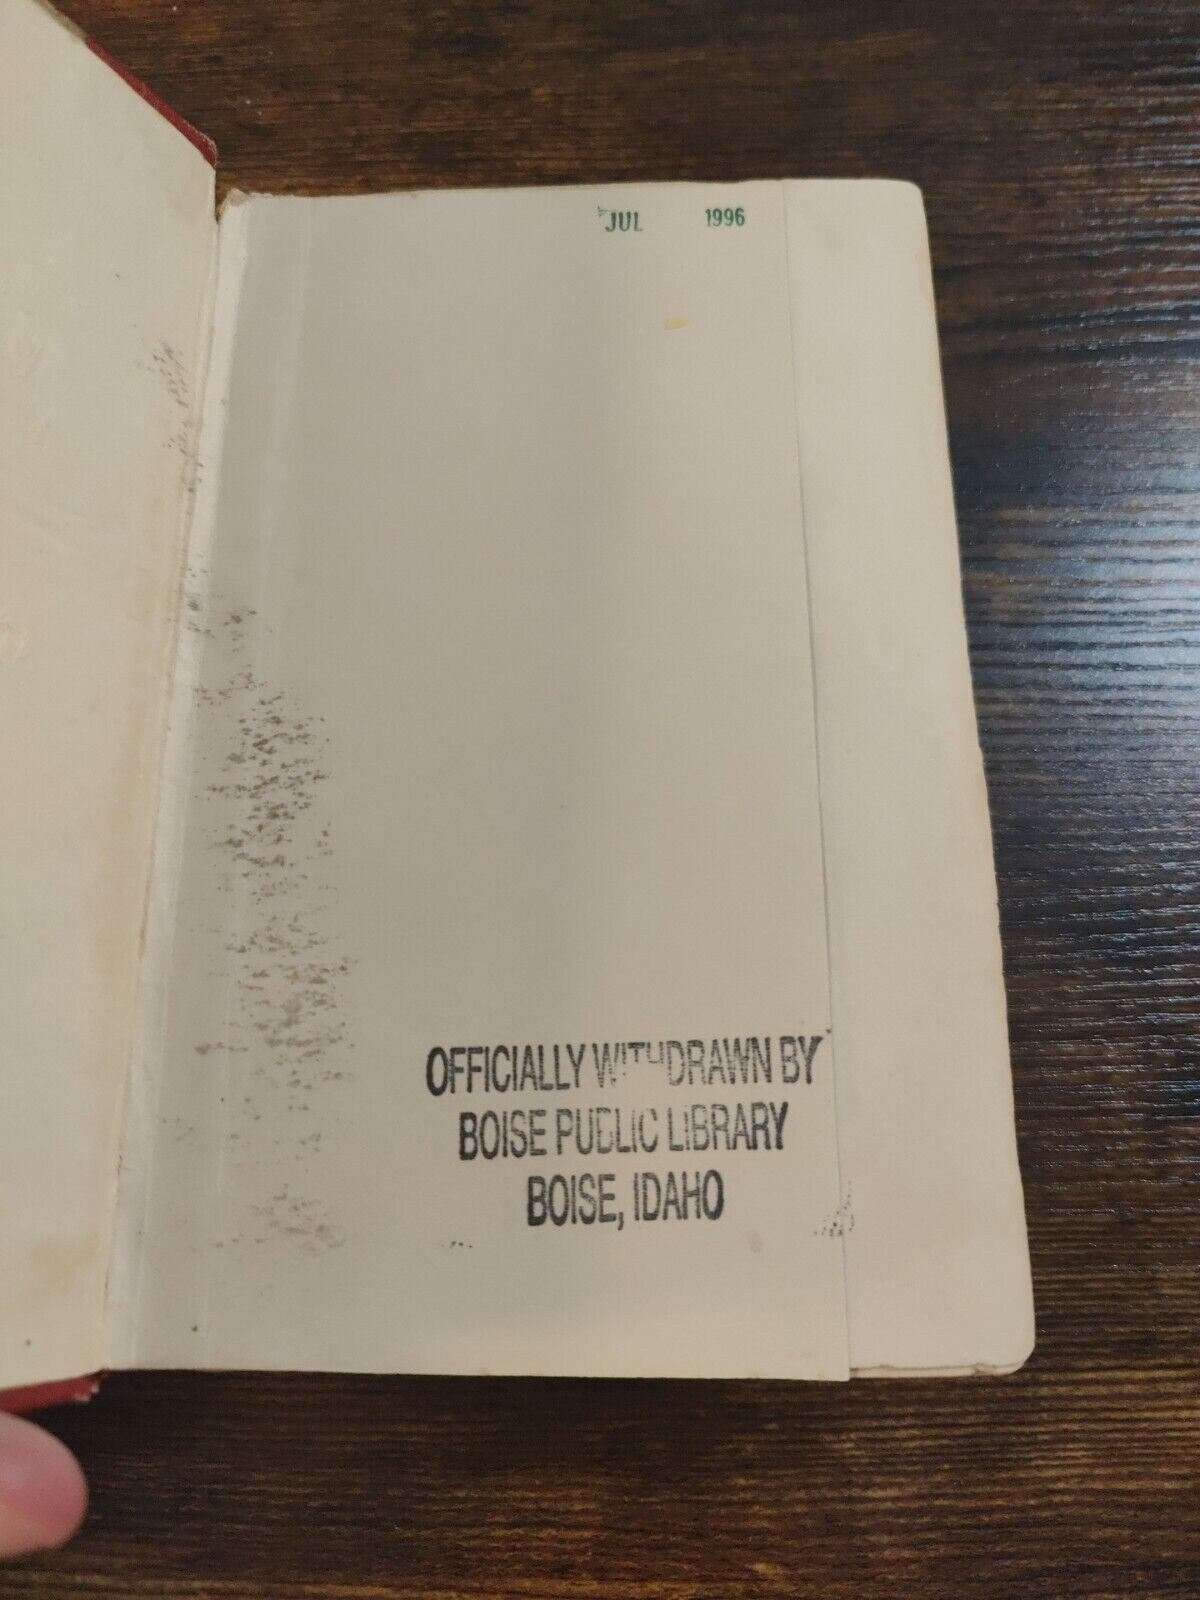 JUL 1996
OFFICIALLY WITHDRAWN BY
BOISE PUBLIC LIBRARY
BOISE, IDAHO